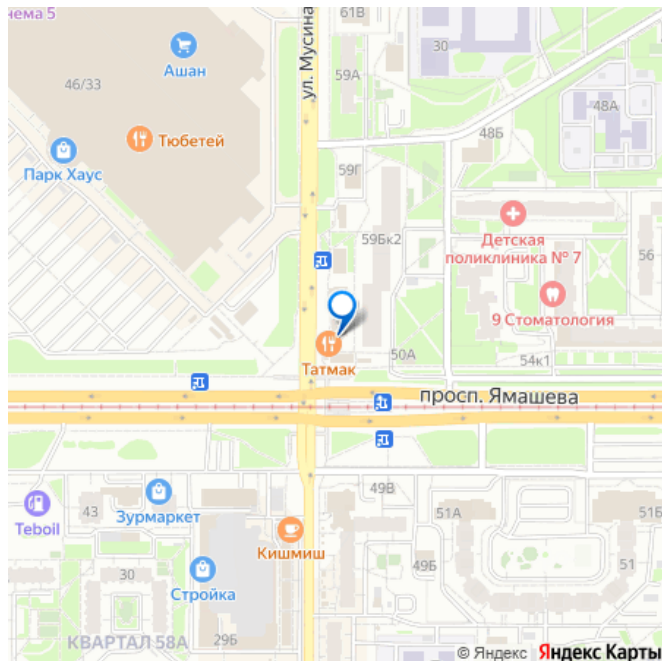 нема 5
61В
30
Ашан
ул. Мусина
59А
46/33
48А
Тюбетей
48Б
Парк Хаус
59Г
59Бк2
Детская
поликлиника № 7
56
9 Стоматология
Татмак
50А
54к1
просп. Ямашева
49В
51А
51Б
Teboil
43
Зурмаркет
Кишмиш
49Б
51
30
Стройка
КВАРТАЛ 58А
29Б
© Яндекс Яндекс Карты